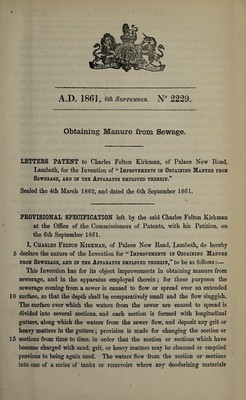 A.D. 1861, 6th September. N° 2229.
Obtaining Manure from Sewage.
LETTERS PATENT to Charles Felton Kirkman, of Palace New Road,
Lambeth, for the Invention of "Improvements in Obtaining Manure from
Sewerage, and in the Apparatus employed therein."
Sealed the 4th March 1862, and dated the 6th September 1861.
PROVISIONAL SPECIFICATION left by the said Charles Felton Kirkman
at the Office of the Commissioners of Patents, with his Petition, on
the 6th September 1861.
I, Charles Felton Kirkman, of Palace New Road, Lambeth, do hereby
5 declare the nature of the Invention for "Improvements in Obtaining Manure
from Sewerage, and in the Apparatus employed therein," to be as follows:—
This Invention has for its object improvements in obtaining manure from
sewerage, and in the apparatus employed therein; for these purposes the
sewerage coming from a sewer is caused to flow or spread over an extended
10 surface, so that the depth shall be comparatively small and the flow sluggish.
The surface over which the waters from the sewer are caused to spread is
divided into several sections, and each section is formed with longitudinal
gutters, along which the waters from the sewer flow, and deposit any grit or
heavy matters in the gutters; provision is made for changing the section or
15 sections from time to time, in order that the section or sections which have
become charged with sand, grit, or heavy matters may be cleansed or emptied
previous to being again used. The waters flow from the section or sections
into one of a series of tanks or reservoirs where any deodorizing materials